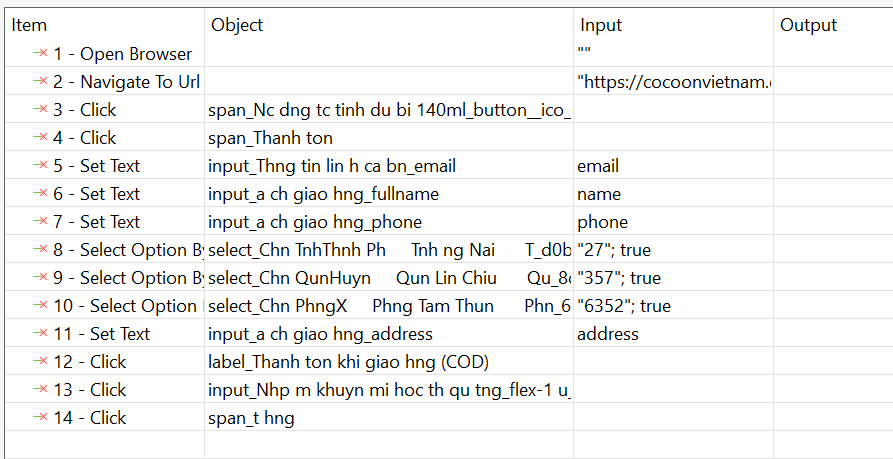 Item Object Input Output
1 - Open Browser ""
2 - Navigate To Url "https://cocoonvietnam.
3 - Click span_Nc dng tc tinh du bi 140ml_button__ico_
4 - Click span_Thanh ton
5 - Set Text input_Thng tin lin h ca bn_email email
6 - Set Text input_a ch giao hng_fullname name
7 - Set Text input_a ch giao hng_phone phone
8 - Select Option By select_Chn TnhThnh Ph Tnh ng Nai T_d0b "27"; true
9 - Select Option By select_Chn QunHuyn Qun Lin Chiu Qu_8 "357"; true
10 - Select Option select_Chn PhngX Phng Tam Thun Phn_6 "6352"; true
11 - Set Text input_a ch giao hng_address address
12 - Click label_Thanh ton khi giao hng (COD)
13 - Click input_Nhp m khuyn mi hoc th qu tng_flex-1 u_
14 - Click span_t hng